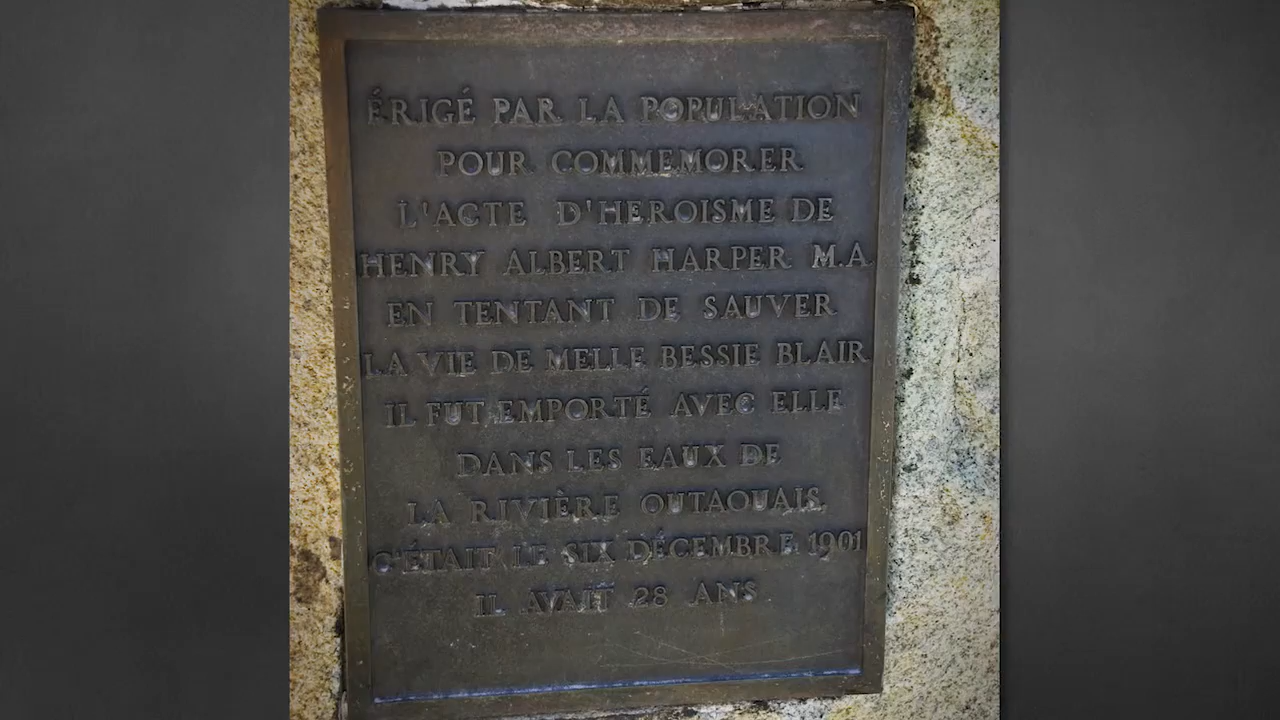 ÉRIGÉ PAR LA POPULATION
POUR COMMEMORER
L'ACTE D'HEROISME DE
HENRY ALBERT HARPER M.A.
EN TENTANT DE SAUVER
LA VIE DE MELLE BESSIE BLAIR
IL FUT EMPORTÉ AVEC ELLE
DANS LES EAUX DE
LA RIVIÈRE OUTAOUAIS.
C'ÉTAIT LE SIX DÉCEMBRE 1901
IL AVAIT 28 ANS.